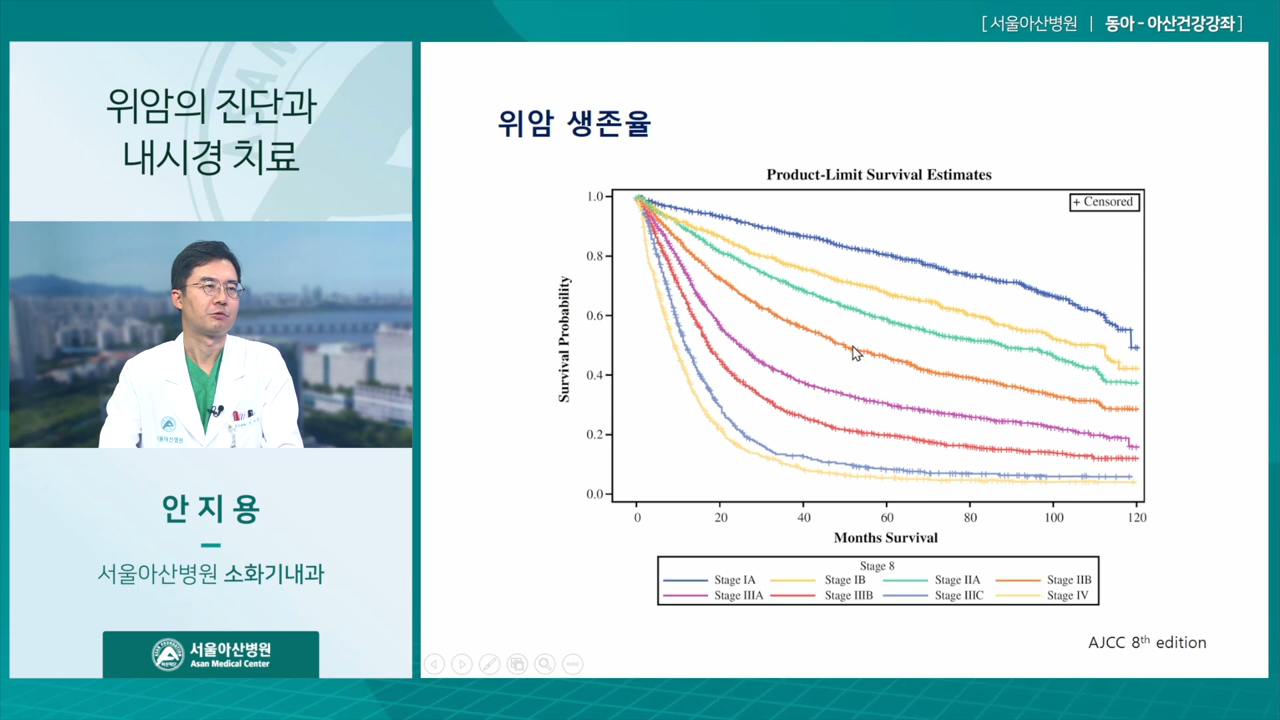 [ 서울아산병원 | 동아 - 아산건강강좌 ]
위암의 진단과
내시경 치료
안 지 용
서울아산병원 소화기내과
서울아산병원
Asan Medical Center
위암 생존율
Product-Limit Survival Estimates
+ Censored
Survival Probability
1.0
0.8
0.6
0.4
0.2
0.0
0 20 40 60 80 100 120
Months Survival
Stage 8
Stage IA Stage IB Stage IIA Stage IIB
Stage IIIA Stage IIIB Stage IIIC Stage IV
AJCC 8th edition